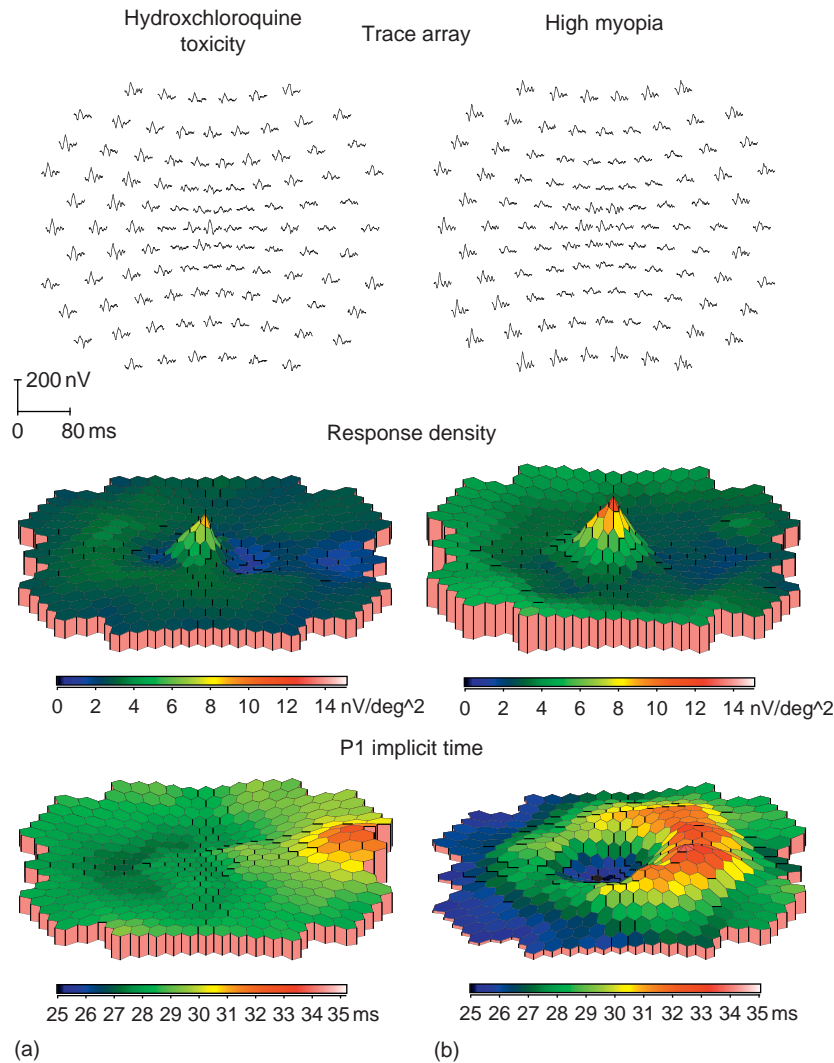 Hydroxchloroquine
toxicity
Trace array
High myopia
200 nV
0 80 ms
Response density
0 2 4 6 8 10 12 14 nV/deg^2
0 2 4 6 8 10 12 14 nV/deg^2
P1 implicit time
25 26 27 28 29 30 31 32 33 34 35 ms
25 26 27 28 29 30 31 32 33 34 35 ms
(a)
(b)